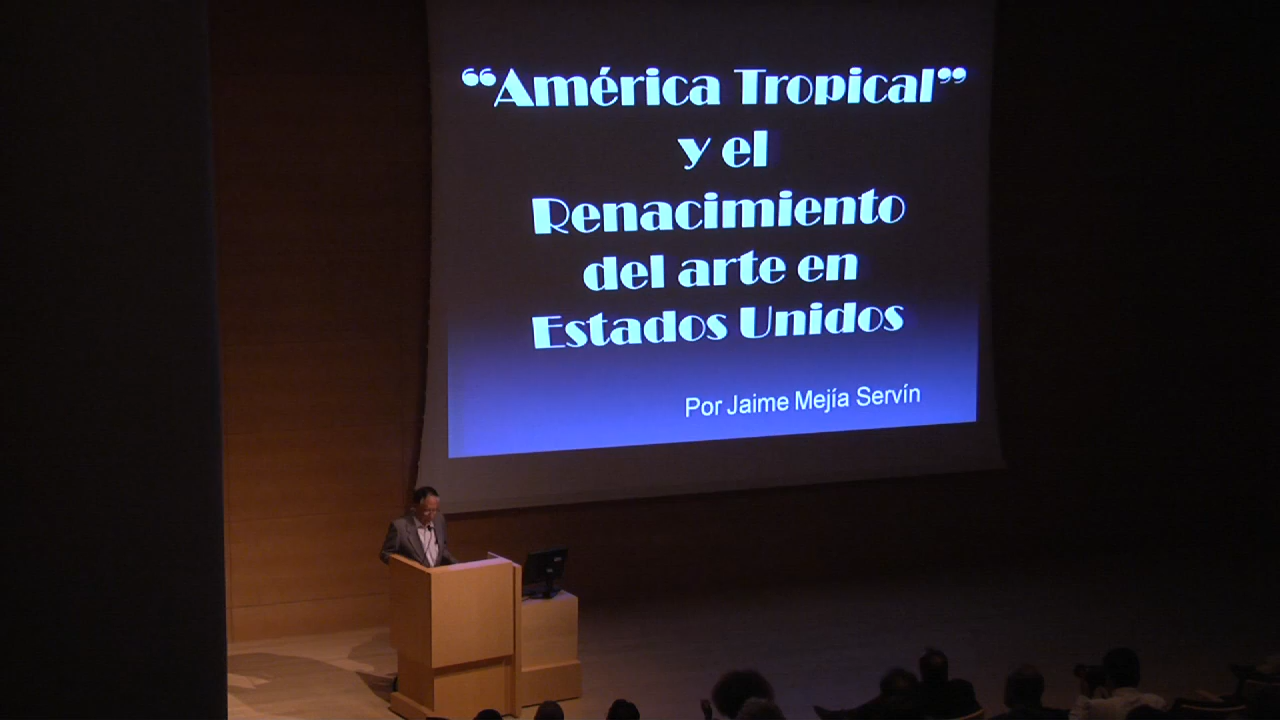 “América Tropical”
y el
Renacimiento
del arte en
Estados Unidos
Por Jaime Mejía Servín